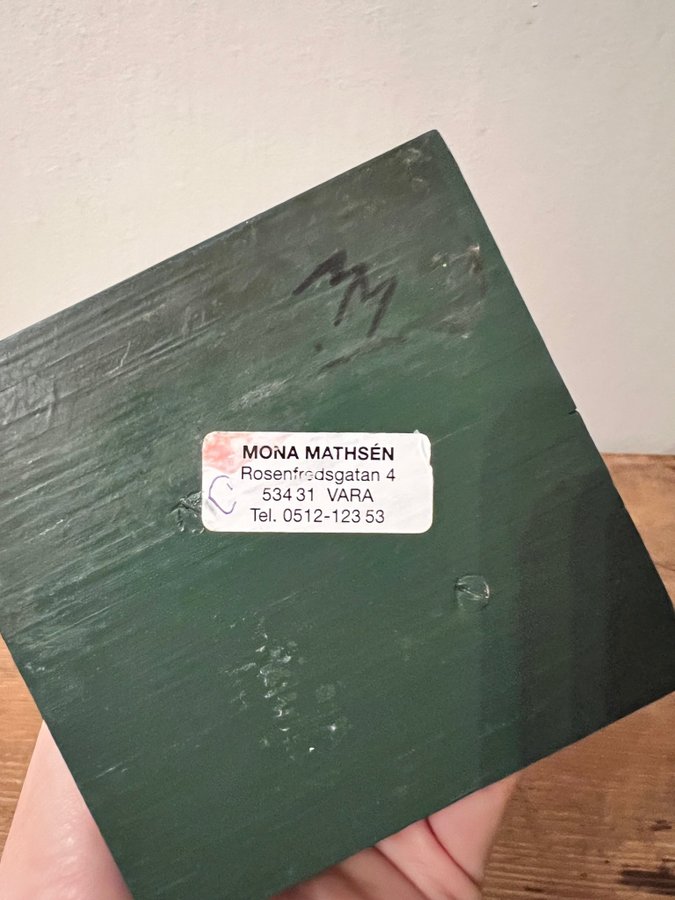 MM
MONA MATHSÉN
Rosenfredsgatan 4
534 31 VARA
Tel. 0512-123 53
C